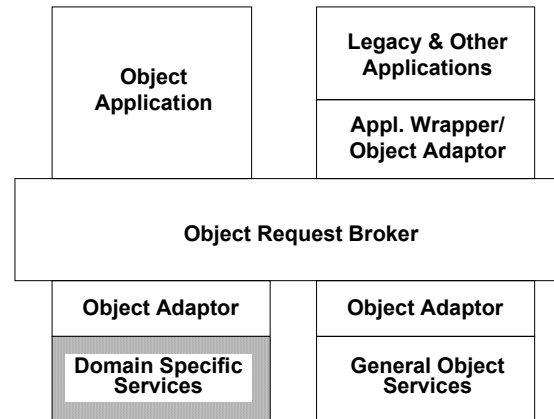 Object
Application
Legacy & Other
Applications
Appl. Wrapper/
Object Adaptor
Object Request Broker
Object Adaptor
Object Adaptor
Domain Specific
Services
General Object
Services